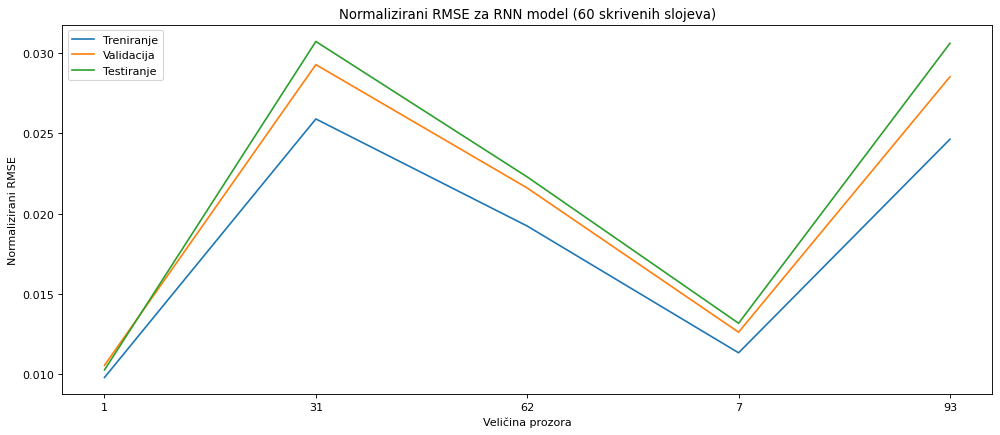 Normalizirani RMSE za RNN model (60 skrivenih slojeva)
Treniranje
Validacija
Testiranje
Normalizirani RMSE
0.030
0.025
0.020
0.015
0.010
1 31 62 7 93
Veličina prozora